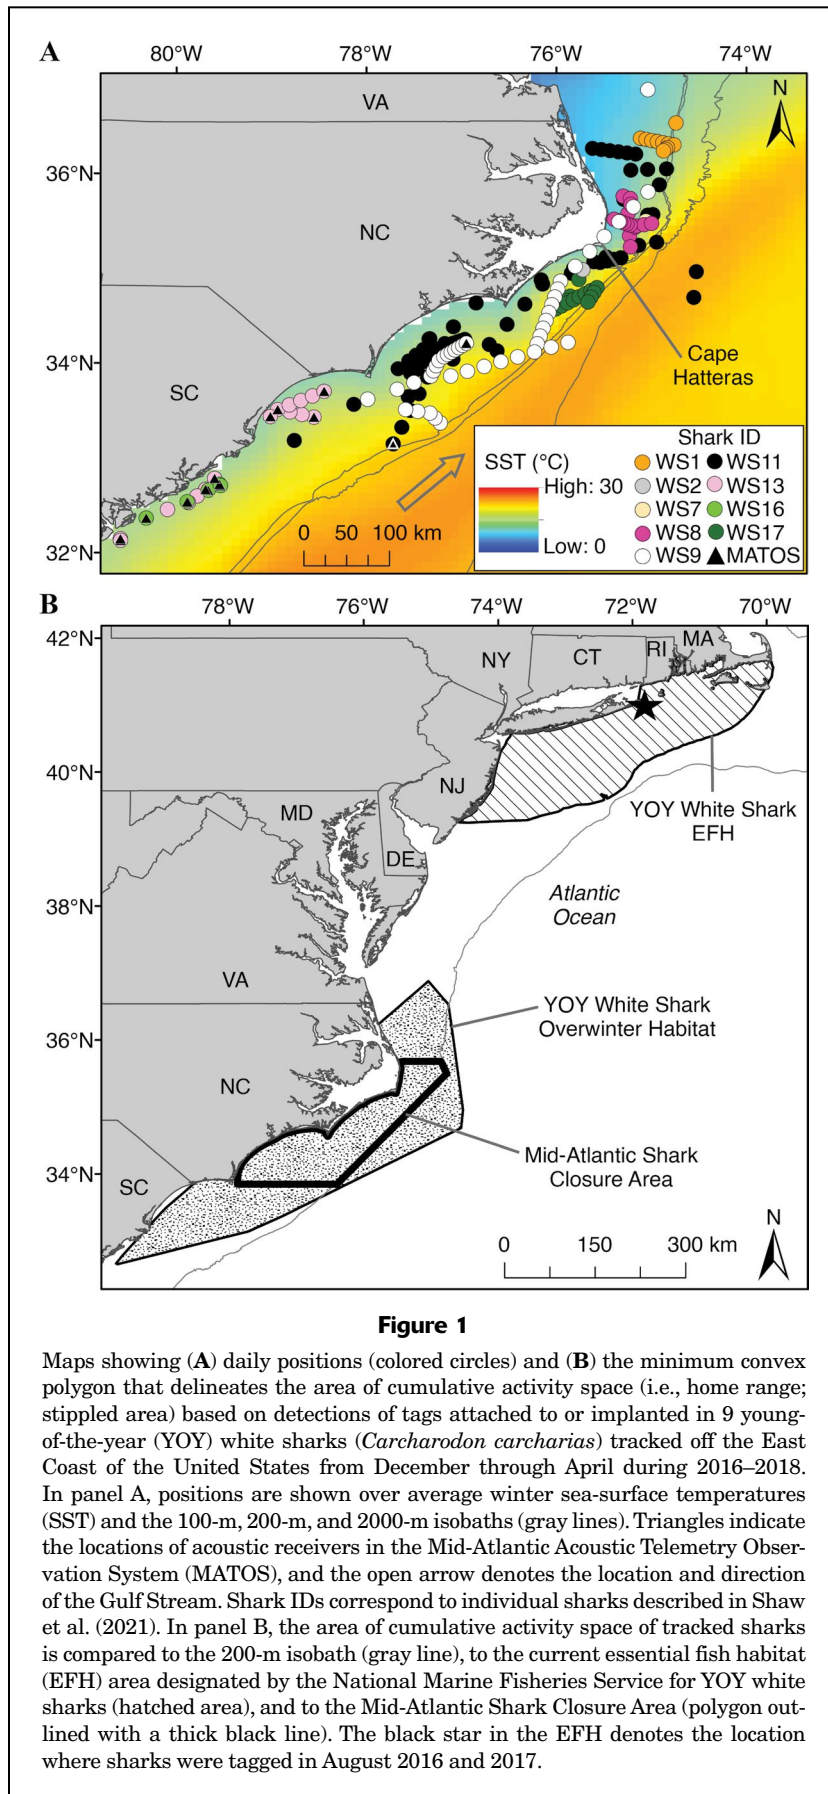 A
80°W 78°W 76°W 74°W
N
VA
36°N
NC
Cape
Hatteras
34°N
SC
Shark ID
SST (°C)
WS1 WS11
High: 30
WS2 WS13
WS7 WS16
WS8 WS17
Low: 0
WS9 MATOS
0 50 100 km
32°N
B
78°W 76°W 74°W 72°W 70°W
42°N
MA
RI
NY CT
40°N
NJ
YOY White Shark
EFH
MD
DE
Atlantic
Ocean
38°N
VA
YOY White Shark
Overwinter Habitat
36°N
NC
Mid-Atlantic Shark
Closure Area
34°N
SC
N
0 150 300 km
Figure 1
Maps showing (A) daily positions (colored circles) and (B) the minimum convex
polygon that delineates the area of cumulative activity space (i.e., home range;
stippled area) based on detections of tags attached to or implanted in 9 young-
of-the-year (YOY) white sharks (Carcharodon carcharias) tracked off the East
Coast of the United States from December through April during 2016–2018.
In panel A, positions are shown over average winter sea-surface temperatures
(SST) and the 100-m, 200-m, and 2000-m isobaths (gray lines). Triangles indicate
the locations of acoustic receivers in the Mid-Atlantic Acoustic Telemetry Obser-
vation System (MATOS), and the open arrow denotes the location and direction
of the Gulf Stream. Shark IDs correspond to individual sharks described in Shaw
et al. (2021). In panel B, the area of cumulative activity space of tracked sharks
is compared to the 200-m isobath (gray line), to the current essential fish habitat
(EFH) area designated by the National Marine Fisheries Service for YOY white
sharks (hatched area), and to the Mid-Atlantic Shark Closure Area (polygon out-
lined with a thick black line). The black star in the EFH denotes the location
where sharks were tagged in August 2016 and 2017.